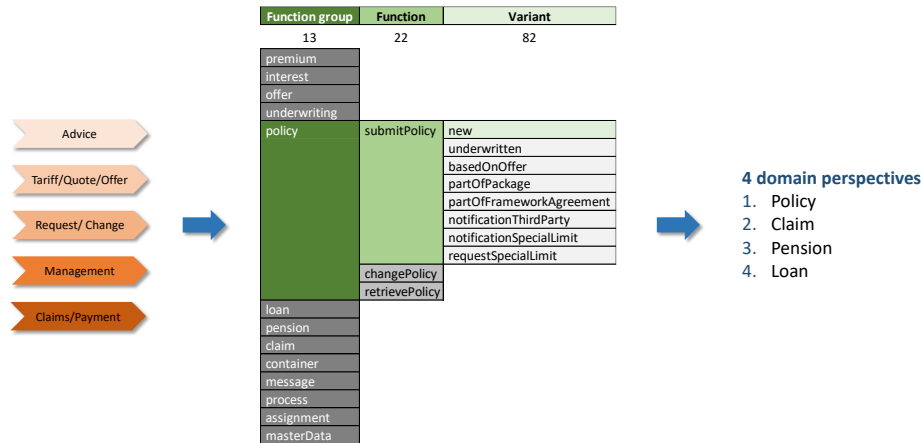 Advice
Tariff/Quote/Offer
Request/ Change
Management
Claims/Payment
Function group Function Variant
13 22 82
premium
interest
offer
underwriting
policy submitPolicy new
underwritten
basedOnOffer
partOfPackage
partOfFrameworkAgreement
notificationThirdParty
notificationSpecialLimit
requestSpecialLimit
changePolicy
retrievePolicy
loan
pension
claim
container
message
process
assignment
masterData
4 domain perspectives
1. Policy
2. Claim
3. Pension
4. Loan